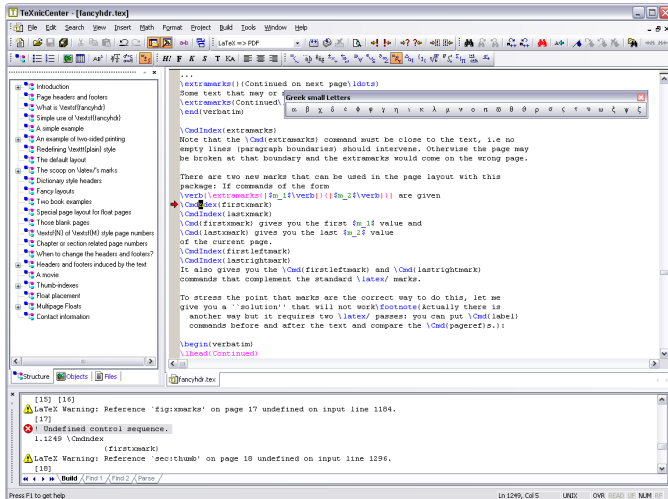 TeXnicCenter - [fancyhdr.tex]
File Edit Search View Insert Math Format Project Build Tools Window Help
LaTeX => PDF
H! F K S T KA
Introduction
Page headers and footers
What is \textsf{fancyhdr}
Simple use of \textsf{fancyhdr}
A simple example
An example of two-sided printing
Redefining \texttt{plain} style
The default layout
The scoop on \latex/'s marks
Dictionary style headers
Fancy layouts
Two book examples
Special page layout for float pages
Those blank pages
\textsf{N} of \textsf{M} style page numbers
Chapter or section related page numbers
When to change the headers and footers?
Headers and footers induced by the text
A movie
Thumb-indexes
Float placement
Multipage Floats
Contact information
Structure Objects Files
...
\extramarks{}{Continued on next page\ldots}
Some text that may or
\extramarks{Continued\
\end{verbatim}
Greek small Letters
α β χ δ ε ϕ φ γ η ι κ λ μ ν ο π ϖ θ ϑ ρ σ ς τ υ ω ξ ψ ζ
\CmdIndex{extramarks}
Note that the \Cmd{extramarks} command must be close to the text, i.e no
empty lines (paragraph boundaries) should intervene. Otherwise the page may
be broken at that boundary and the extramarks would come on the wrong page.
There are two new marks that can be used in the page layout with this
package: If commands of the form
\verb|\extramarks{|$m_1$\verb|}{|$m_2$\verb|}| are given
\Cmdndex{firstxmark}
\CmdIndex{lastxmark}
\Cmd{firstxmark} gives you the first $m_1$ value and
\Cmd{lastxmark} gives you the last $m_2$ value
of the current page.
\CmdIndex{firstleftmark}
\CmdIndex{lastrightmark}
It also gives you the \Cmd{firstleftmark} and \Cmd{lastrightmark}
commands that complement the standard \latex/ marks.
To stress the point that marks are the correct way to do this, let me
give you a ``solution'' that will not work\footnote{Actually there is
another way but it requires two \latex/ passes: you can put \Cmd{label}
commands before and after the text and compare the \Cmd{pageref}s.}:
\begin{verbatim}
\lhead{Continued}
fancyhdr.tex
[15] [16]
LaTeX Warning: Reference `fig:xmarks' on page 17 undefined on input line 1184.
[17]
! Undefined control sequence.
l.1249 \Cmdndex
{firstxmark}
LaTeX Warning: Reference `sec:thumb' on page 18 undefined on input line 1296.
[18]
Build Find 1 Find 2 Parse
Press F1 to get help
Ln 1249, Col 5 UNIX OVR READ UF NUM RF